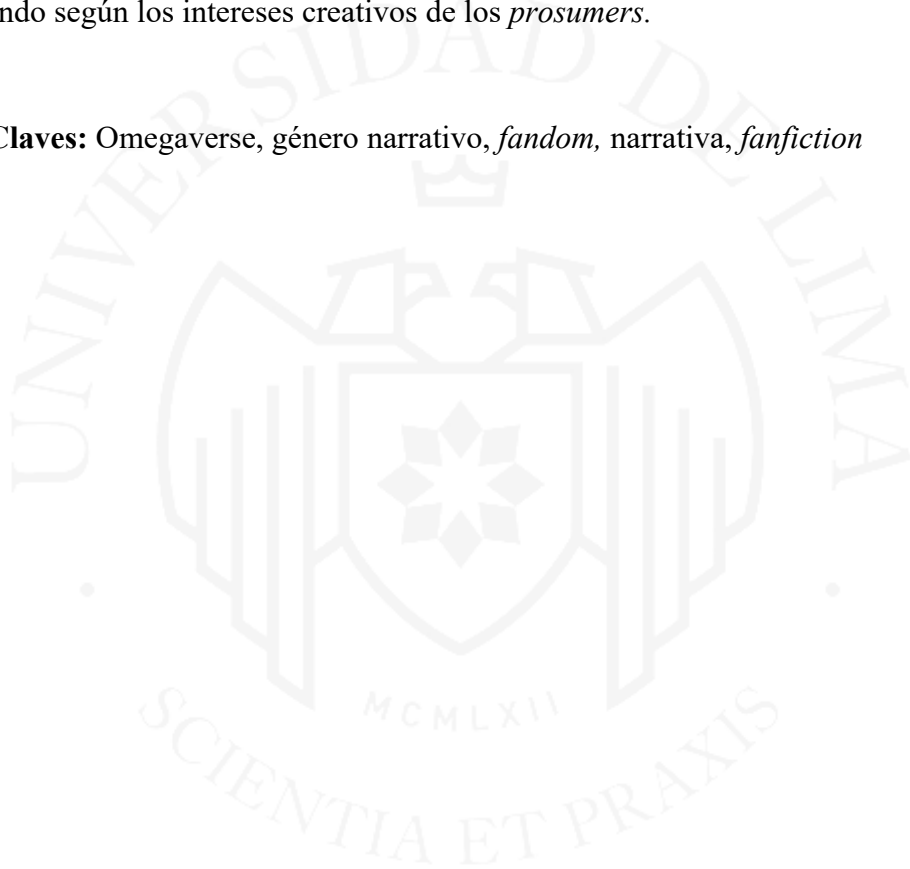 ndo según los intereses creativos de los prosumers.
Claves: Omegaverse, género narrativo, fandom, narrativa, fanfiction
UNIVERSIDAD DE LIMA
MCMLXII
SCIENTIA ET PRAXIS